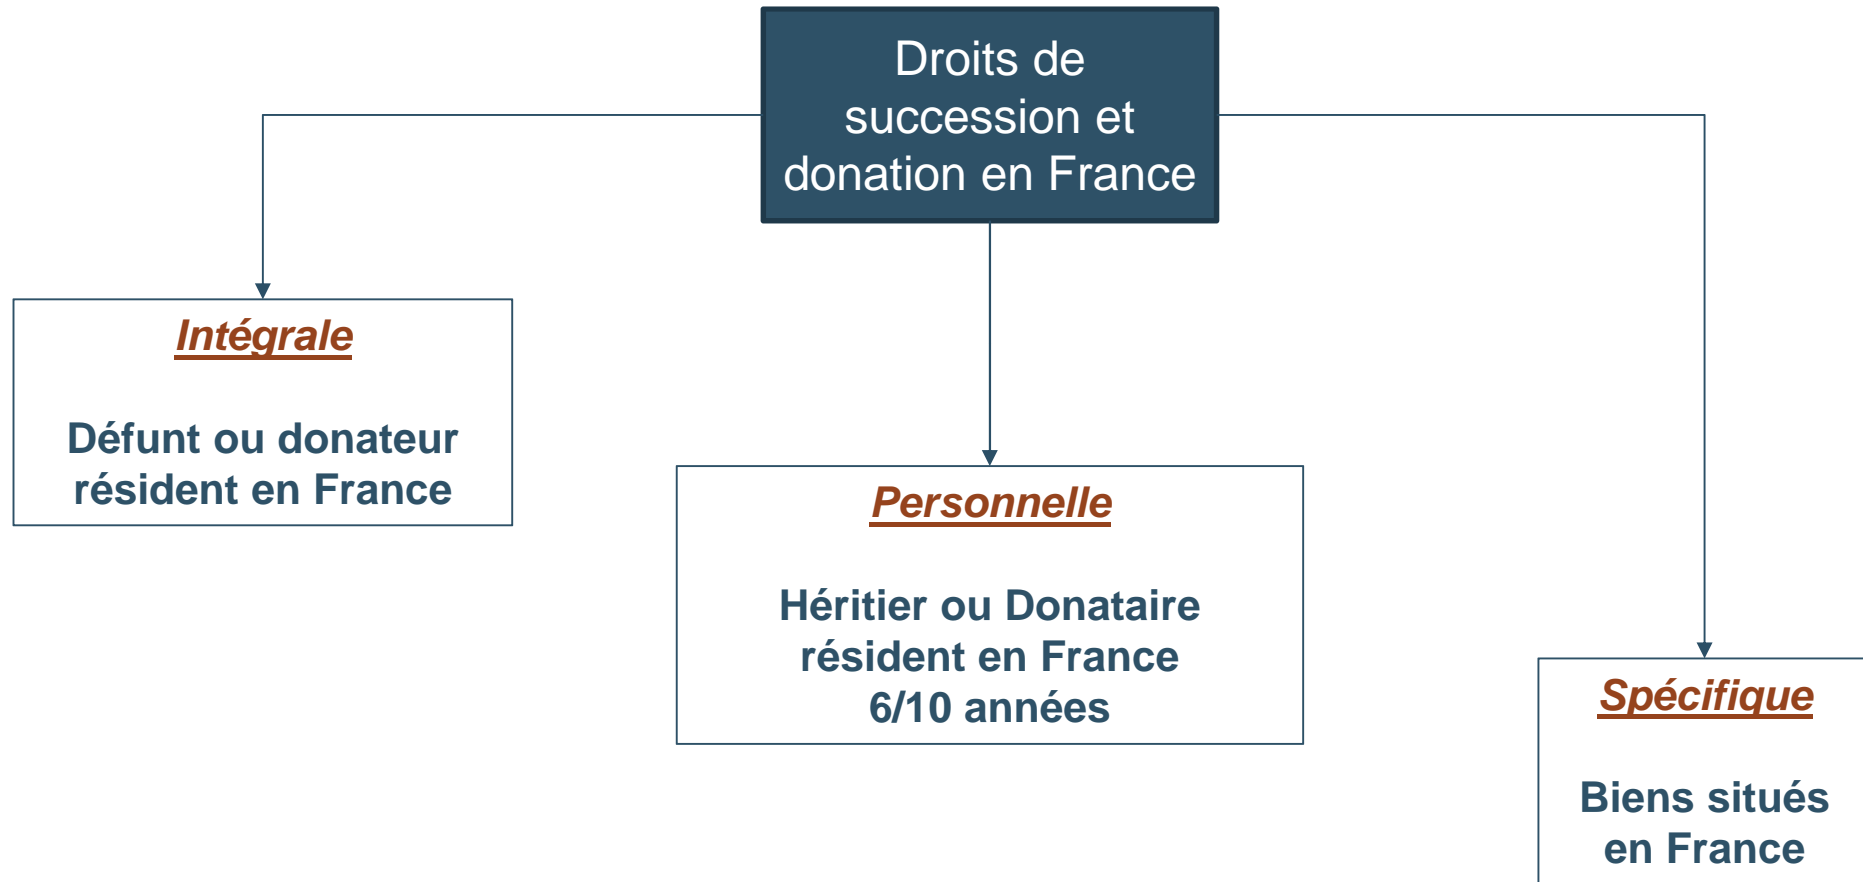 Droits de
succession et
donation en France
Intégrale
Défunt ou donateur
résident en France
Personnelle
Héritier ou Donataire
résident en France
6/10 années
Spécifique
Biens situés
en France